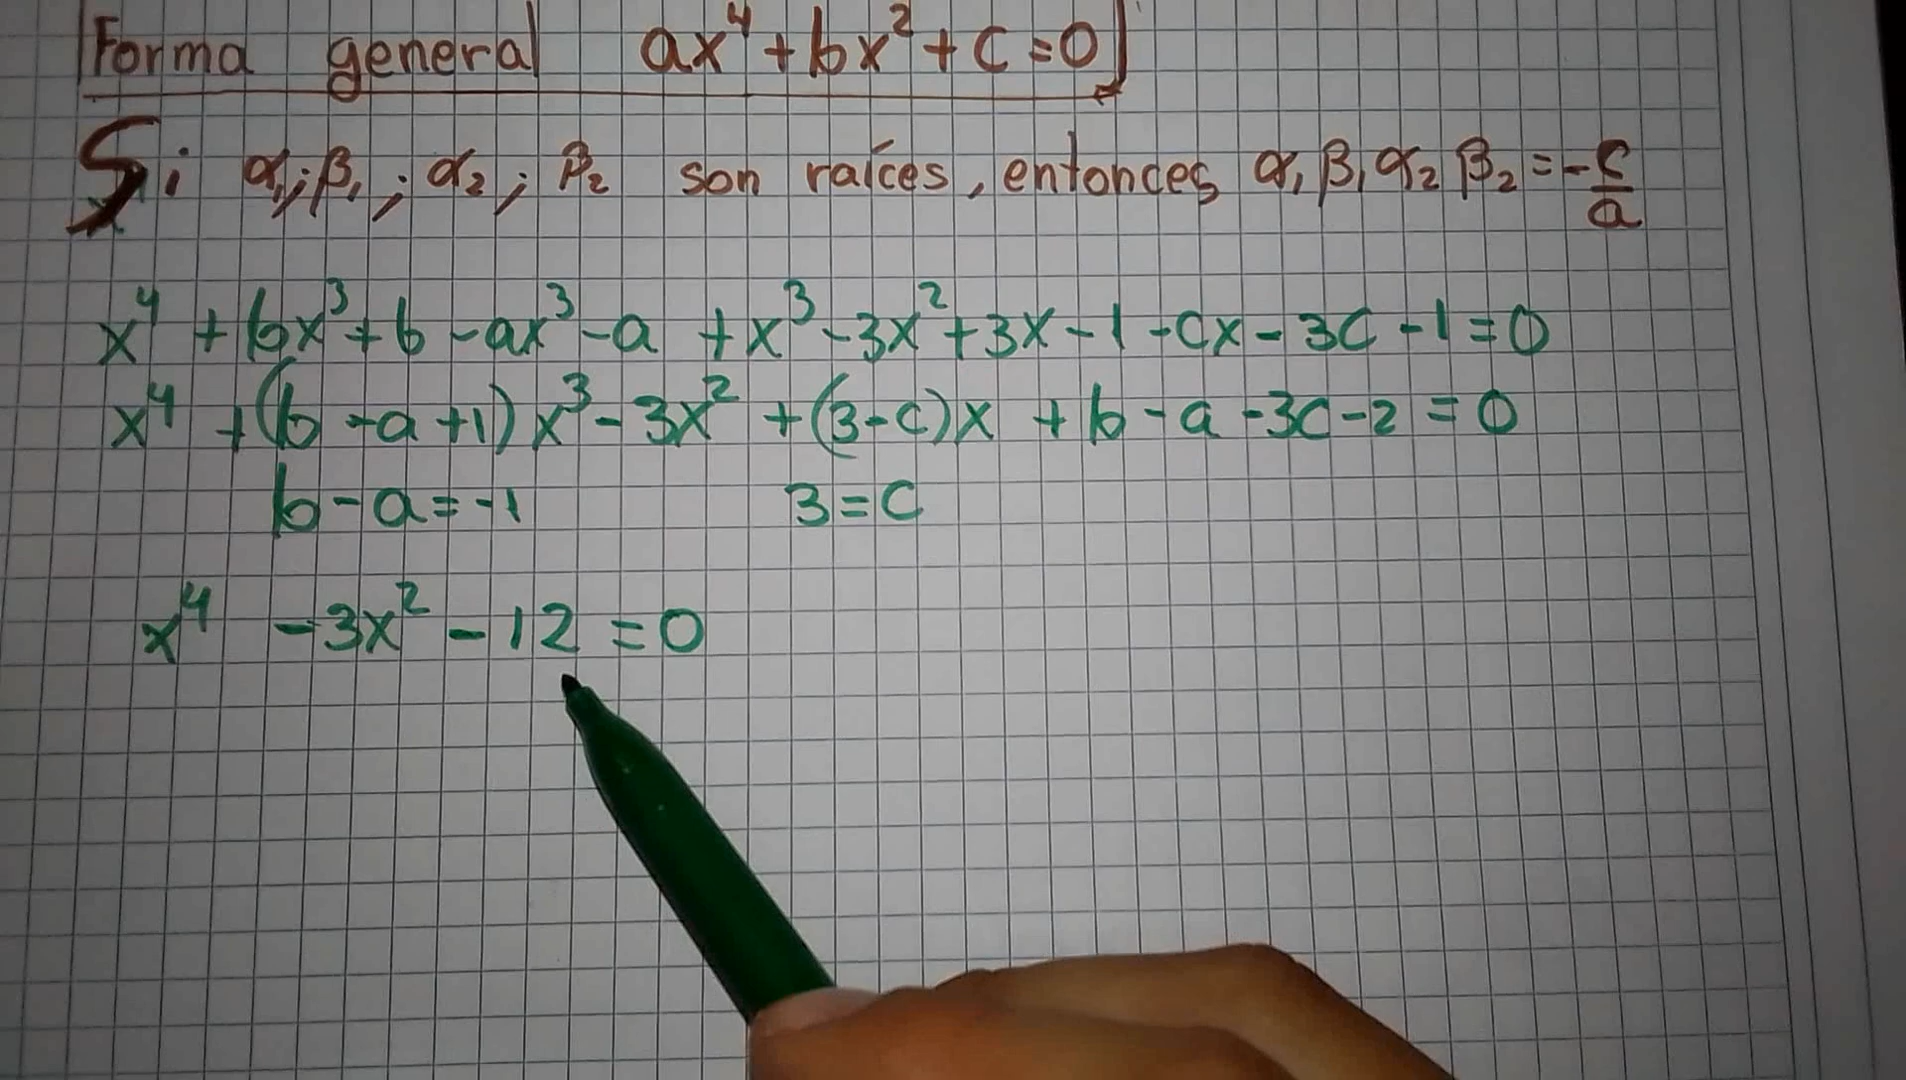 Forma general ax⁴+bx²+c=0
Si α₁;β₁;α₂;β₂ son raíces, entonces α₁β₁α₂β₂=-c/a
x⁴+bx³+b-ax³-a+x³-3x²+3x-1-cx-3c-1=0
x⁴+(b-a+1)x³-3x²+(3-c)x+b-a-3c-2=0
b-a=-1 3=c
x⁴-3x²-12=0